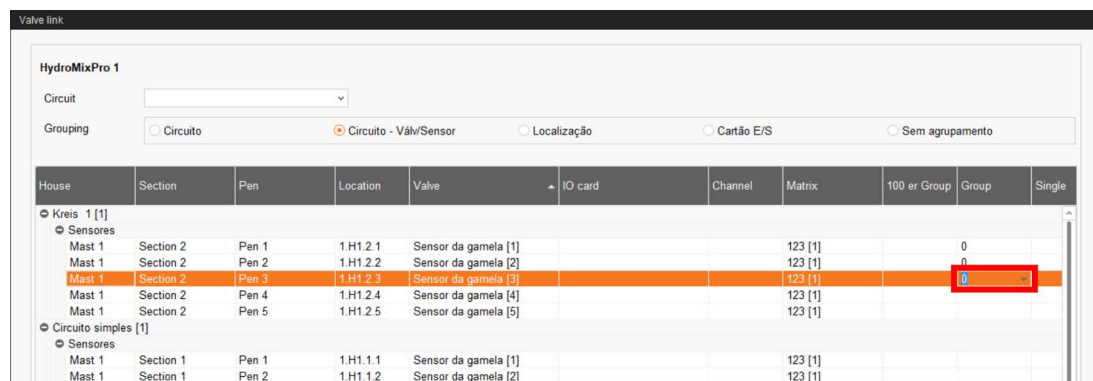 Valve link
HydroMixPro 1
Circuit
Grouping Circuito Circuito - Válv/Sensor Localização Cartão E/S Sem agrupamento
House Section Pen Location Valve IO card Channel Matrix 100 er Group Group Single
Kreis 1 [1]
Sensores
Mast 1 Section 2 Pen 1 1.H1.2.1 Sensor da gamela [1] 123 [1] 0
Mast 1 Section 2 Pen 2 1.H1.2.2 Sensor da gamela [2] 123 [1] 0
Mast 1 Section 2 Pen 3 1.H1.2.3 Sensor da gamela [3] 123 [1] 0
Mast 1 Section 2 Pen 4 1.H1.2.4 Sensor da gamela [4] 123 [1]
Mast 1 Section 2 Pen 5 1.H1.2.5 Sensor da gamela [5] 123 [1]
Circuito simples [1]
Sensores
Mast 1 Section 1 Pen 1 1.H1.1.1 Sensor da gamela [1] 123 [1]
Mast 1 Section 1 Pen 2 1.H1.1.2 Sensor da gamela [2] 123 [1]